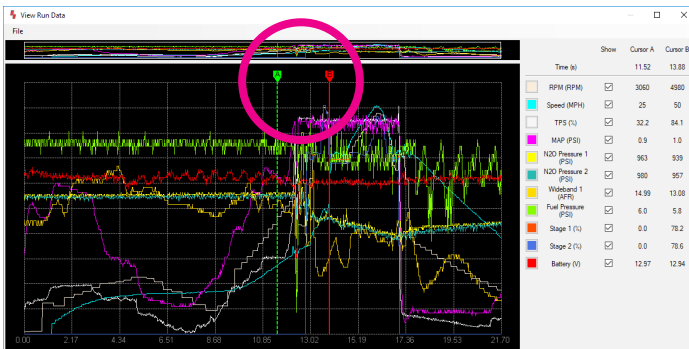 View Run Data
File
Show Cursor A Cursor B
Time (s) 11.52 13.88
RPM (RPM) 3060 4980
Speed (MPH) 25 50
TPS (%) 32.2 84.1
MAP (PSI) 0.9 1.0
N2O Pressure 1 (PSI) 963 939
N2O Pressure 2 (PSI) 980 957
Wideband 1 (AFR) 14.99 13.08
Fuel Pressure (PSI) 6.0 5.8
Stage 1 (%) 0.0 78.2
Stage 2 (%) 0.0 78.6
Battery (V) 12.97 12.94
A B
0.00 2.17 4.34 6.51 8.68 10.85 13.02 15.19 17.36 19.53 21.70